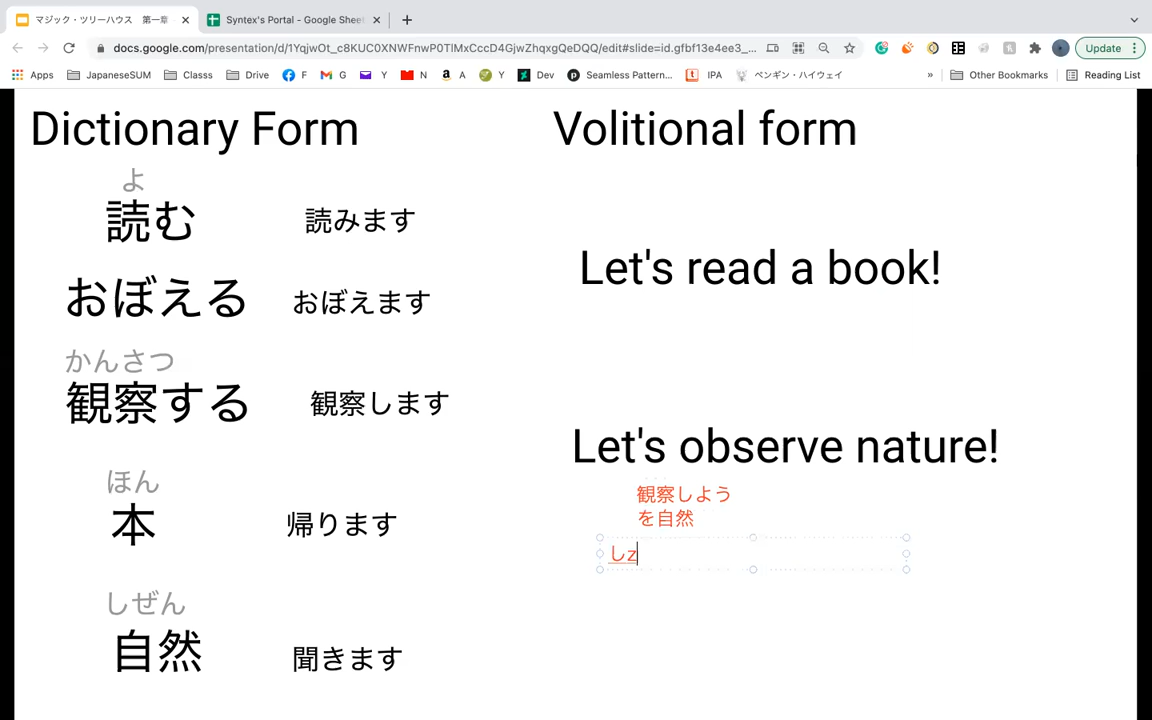 マジック・ツリーハウス 第一章
Syntex's Portal - Google Shee
docs.google.com/presentation/d/1YqjwOt_c8KUC0XNWFnwP0TIMxCccD4GjwZhqxgQeDQQ/edit#slide=id.gfbf13e4ee3_...
Update
Apps
JapaneseSUM
Classs
Drive
F
G
Y
N
A
Y
Dev
Seamless Pattern...
IPA
ペンギン・ハイウェイ
»
Other Bookmarks
Reading List
Dictionary Form
Volitional form
よ
読む
読みます
Let's read a book!
おぼえる
おぼえます
かんさつ
観察する
観察します
Let's observe nature!
観察しよう
を自然
しz
ほん
本
帰ります
しぜん
自然
聞きます